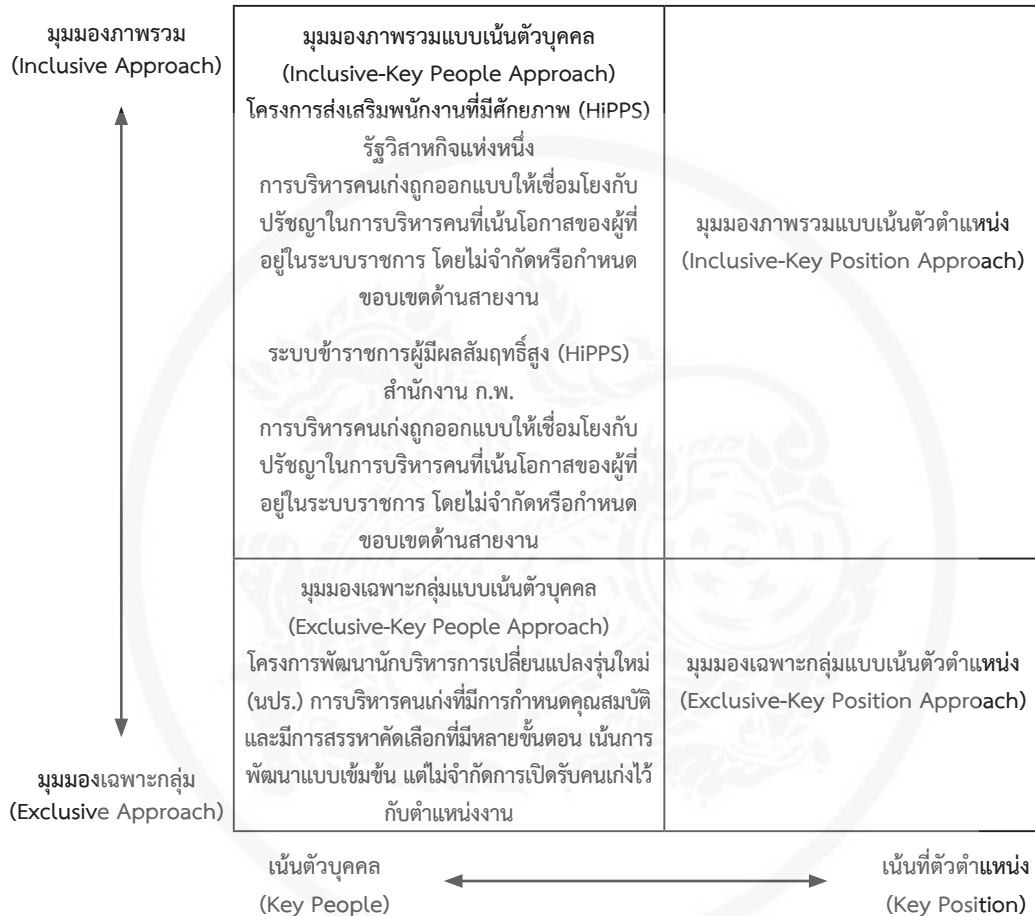 มุมมองภาพรวม
(Inclusive Approach)
มุมมองภาพรวมแบบเน้นตัวบุคคล
(Inclusive-Key People Approach)
โครงการส่งเสริมพนักงานที่มีศักยภาพ (HiPPS)
รัฐวิสาหกิจแห่งหนึ่ง
การบริหารคนเก่งถูกออกแบบให้เชื่อมโยงกับ
ปรัชญาในการบริหารคนที่เน้นโอกาสของผู้ที่
อยู่ในระบบราชการ โดยไม่จำกัดหรือกำหนด
ขอบเขตด้านสายงาน
ระบบข้าราชการผู้มีผลสัมฤทธิ์สูง (HiPPS)
สำนักงาน ก.พ.
การบริหารคนเก่งถูกออกแบบให้เชื่อมโยงกับ
ปรัชญาในการบริหารคนที่เน้นโอกาสของผู้ที่
อยู่ในระบบราชการ โดยไม่จำกัดหรือกำหนด
ขอบเขตด้านสายงาน
มุมมองภาพรวมแบบเน้นตัวตำแหน่ง
(Inclusive-Key Position Approach)
มุมมองเฉพาะกลุ่มแบบเน้นตัวบุคคล
(Exclusive-Key People Approach)
โครงการพัฒนานักบริหารการเปลี่ยนแปลงรุ่นใหม่
(นปร.) การบริหารคนเก่งที่มีการกำหนดคุณสมบัติ
และมีการสรรหาคัดเลือกที่มีหลายขั้นตอน เน้นการ
พัฒนาแบบเข้มข้น แต่ไม่จำกัดการเปิดรับคนเก่งไว้
กับตำแหน่งงาน
มุมมองเฉพาะกลุ่มแบบเน้นตัวตำแหน่ง
(Exclusive-Key Position Approach)
มุมมองเฉพาะกลุ่ม
(Exclusive Approach)
เน้นตัวบุคคล
(Key People)
เน้นที่ตัวตำแหน่ง
(Key Position)